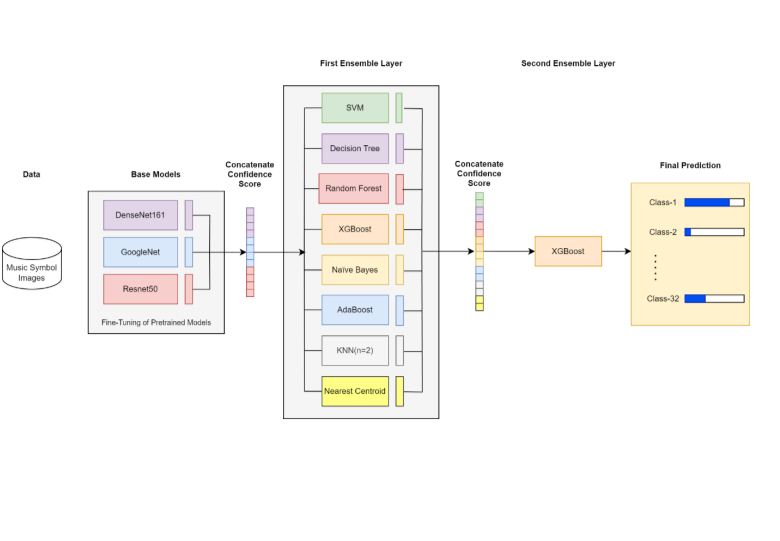 First Ensemble Layer
Second Ensemble Layer
Data
Base Models
Concatenate
Confidence
Score
Concatenate
Confidence
Score
Final Prediction
Music Symbol
Images
DenseNet161
GoogleNet
Resnet50
Fine-Tuning of Pretrained Models
SVM
Decision Tree
Random Forest
XGBoost
Naïve Bayes
AdaBoost
KNN(n=2)
Nearest Centroid
XGBoost
Class-1
Class-2
Class-32